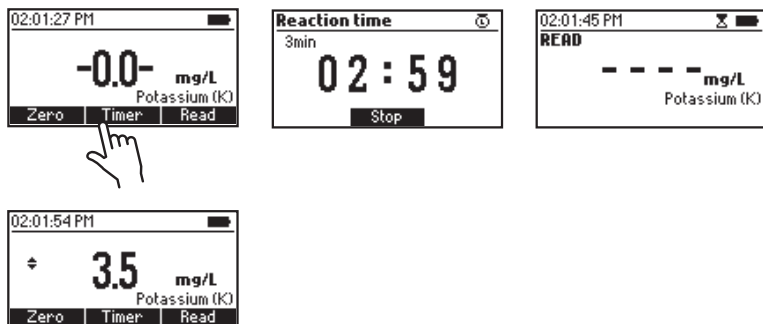 02:01:27 PM
-0.0- mg/L
Potassium (K)
Zero Timer Read
Reaction time
3min
02:59
Stop
02:01:45 PM
READ
---- mg/L
Potassium (K)
02:01:54 PM
3.5 mg/L
Potassium (K)
Zero Timer Read